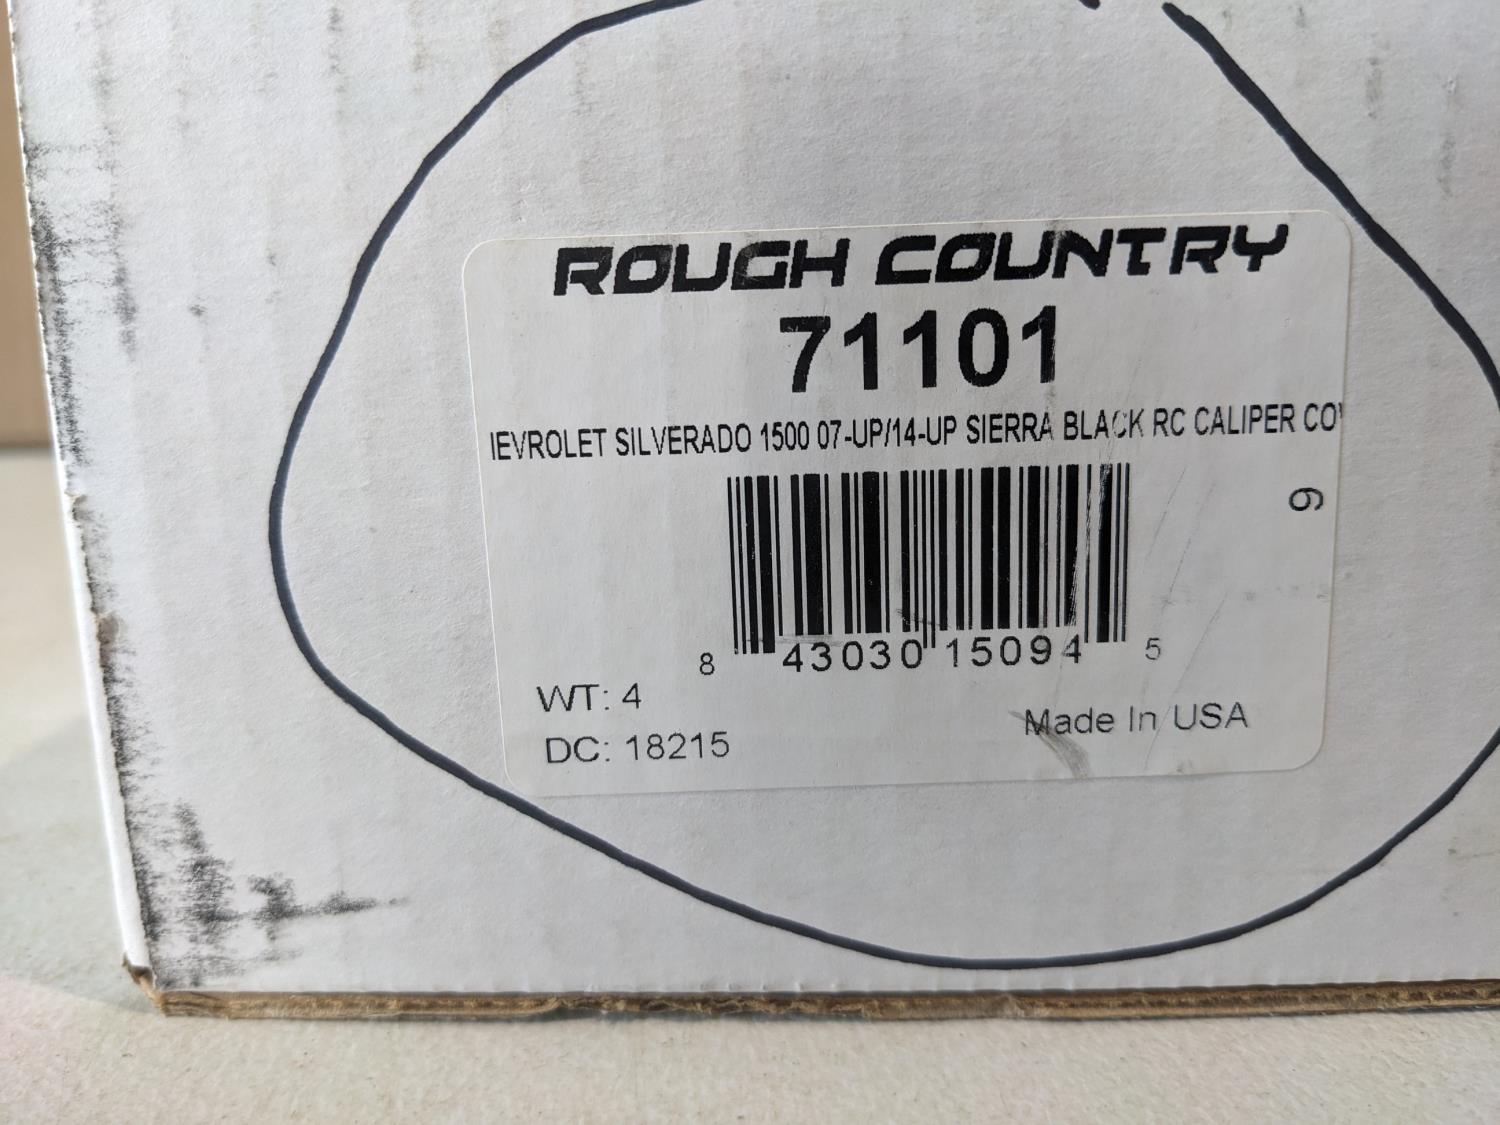 ROUGH COUNTRY
71101
IEVROLET SILVERADO 1500 07-UP/14-UP SIERRA BLACK RC CALIPER CO
9
8 43030 15094 5
WT: 4
DC: 18215
Made In USA